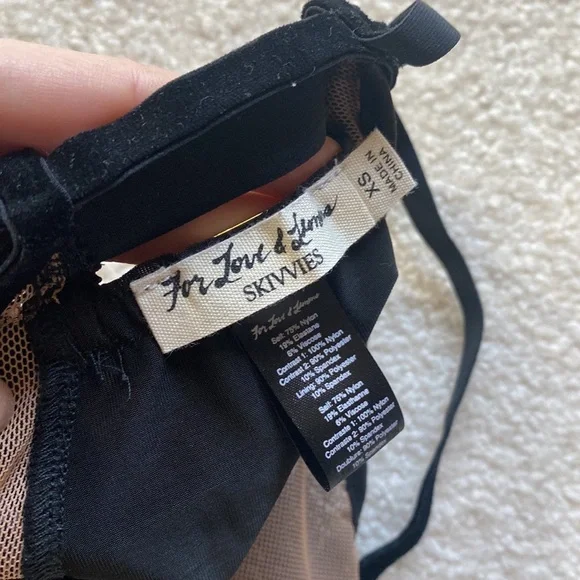 For Love & Lemons
SKIVVIES
XS
MADE IN
CHINA
For Love & Lemons
Self: 75% Nylon
19% Elastane
6% Viscose
Contrast 1: 100% Nylon
Contrast 2: 90% Polyester
10% Spandex
Lining: 90% Polyester
10% Spandex
Self: 75% Nylon
19% Elasthanne
6% Viscose
Contraste 1: 100% Nylon
Contraste 2: 90% Polyester
10% Spandex
Doublure: 90% Polyester
10% Spandex